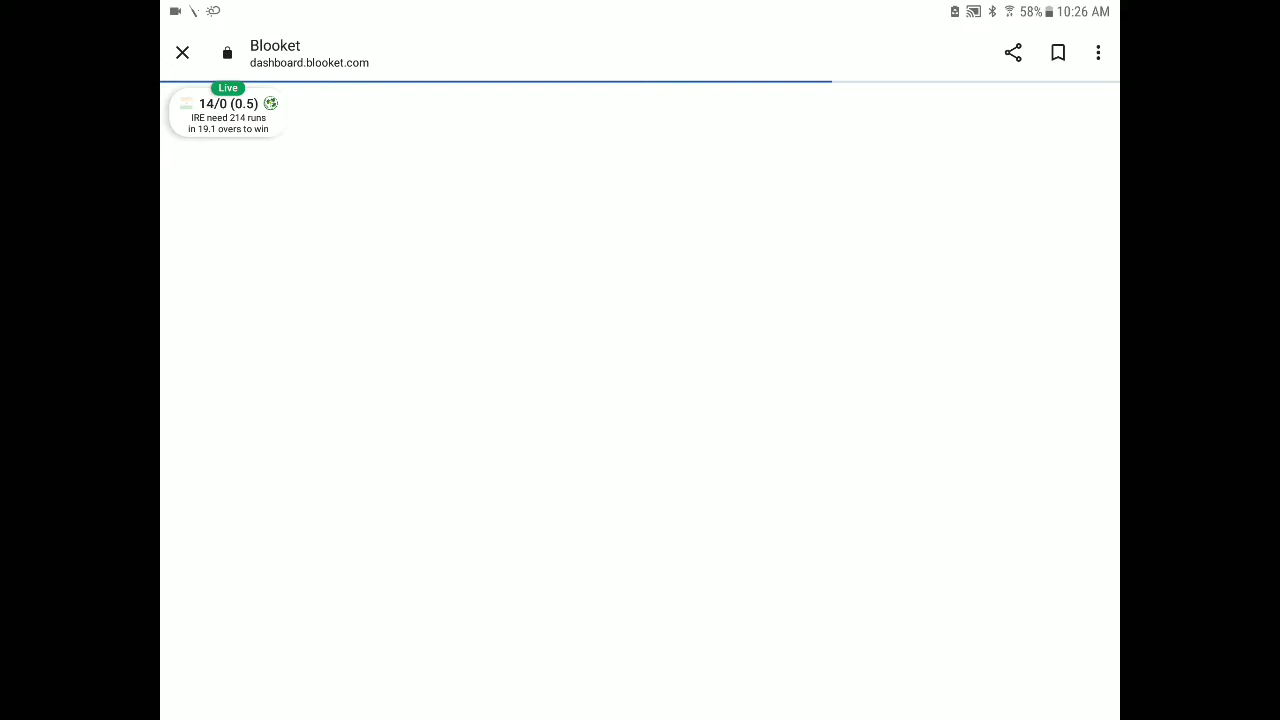 58% 10:26 AM
Blooket
dashboard.blooket.com
Live
14/0 (0.5)
IRE need 214 runs
in 19.1 overs to win